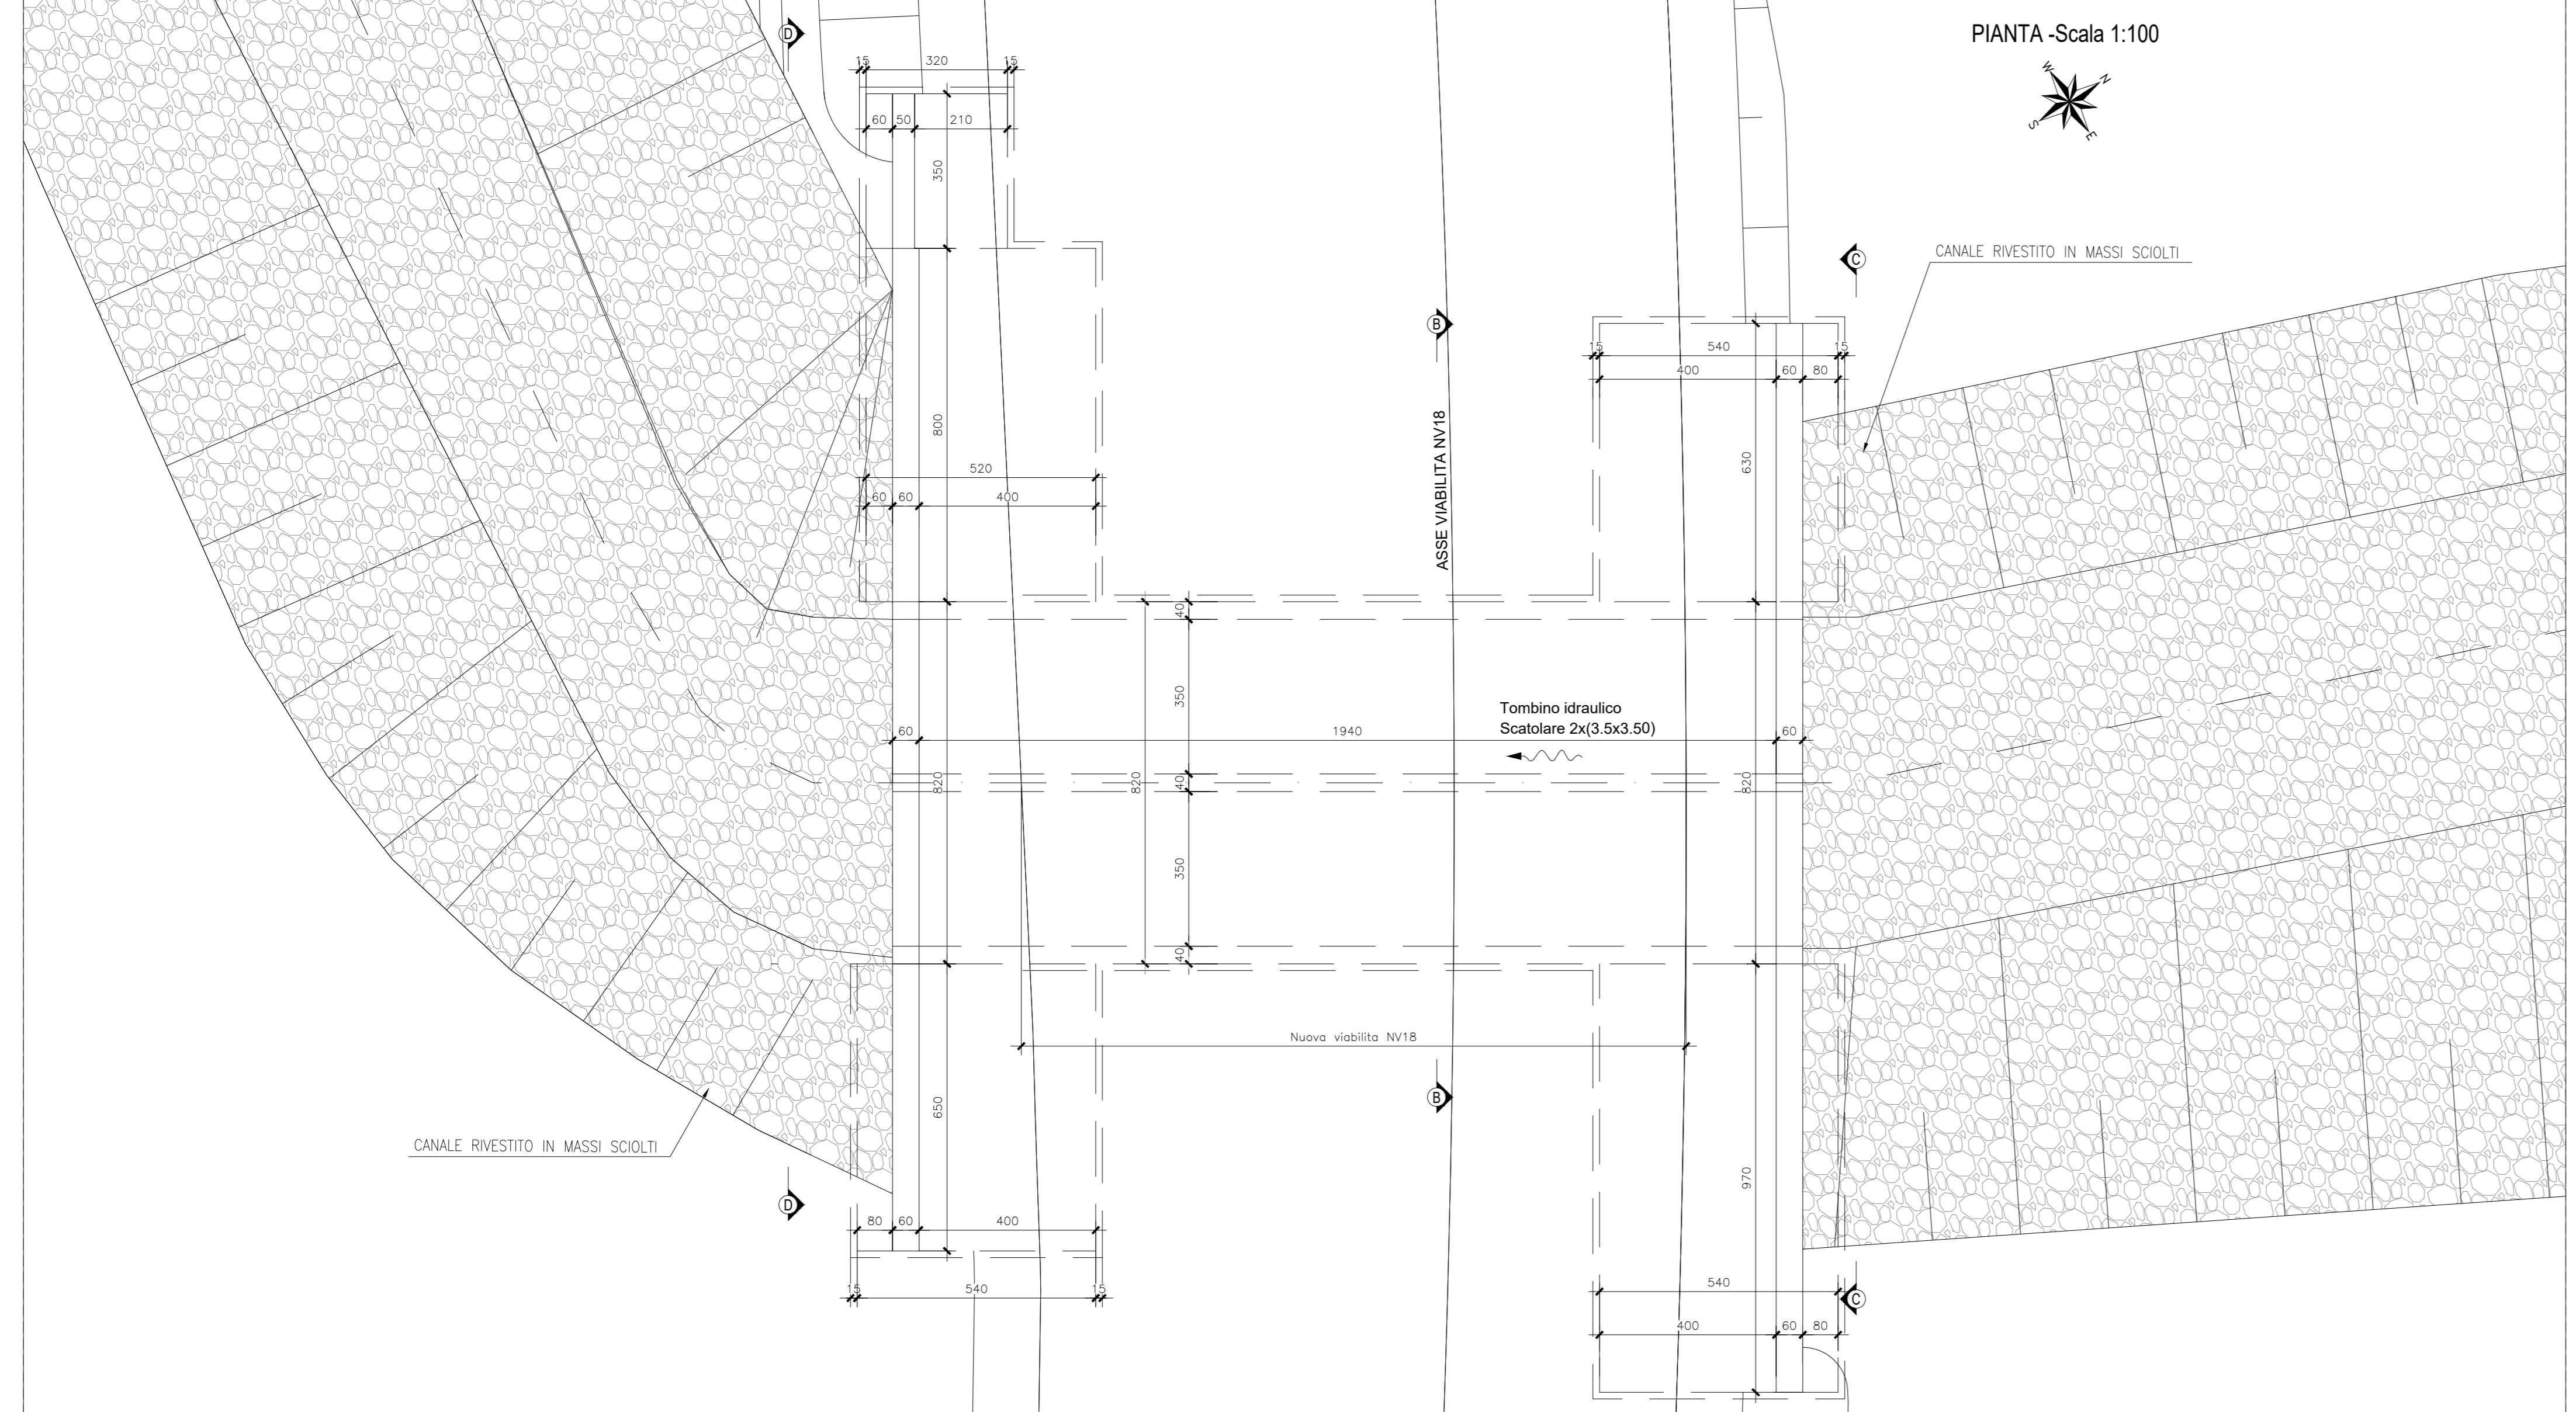 PIANTA -Scala 1:100
W
N
S
E
D
15
320
15
60
50
210
350
CANALE RIVESTITO IN MASSI SCIOLTI
C
B
15
540
15
400
60
80
800
ASSE VIABILITA NV18
630
520
60
60
400
40
350
Tombino idraulico
Scatolare 2x(3.5x3.50)
60
1940
60
820
820
40
820
350
40
Nuova viabilita NV18
B
650
CANALE RIVESTITO IN MASSI SCIOLTI
970
D
80
60
400
15
540
15
540
C
400
60
80